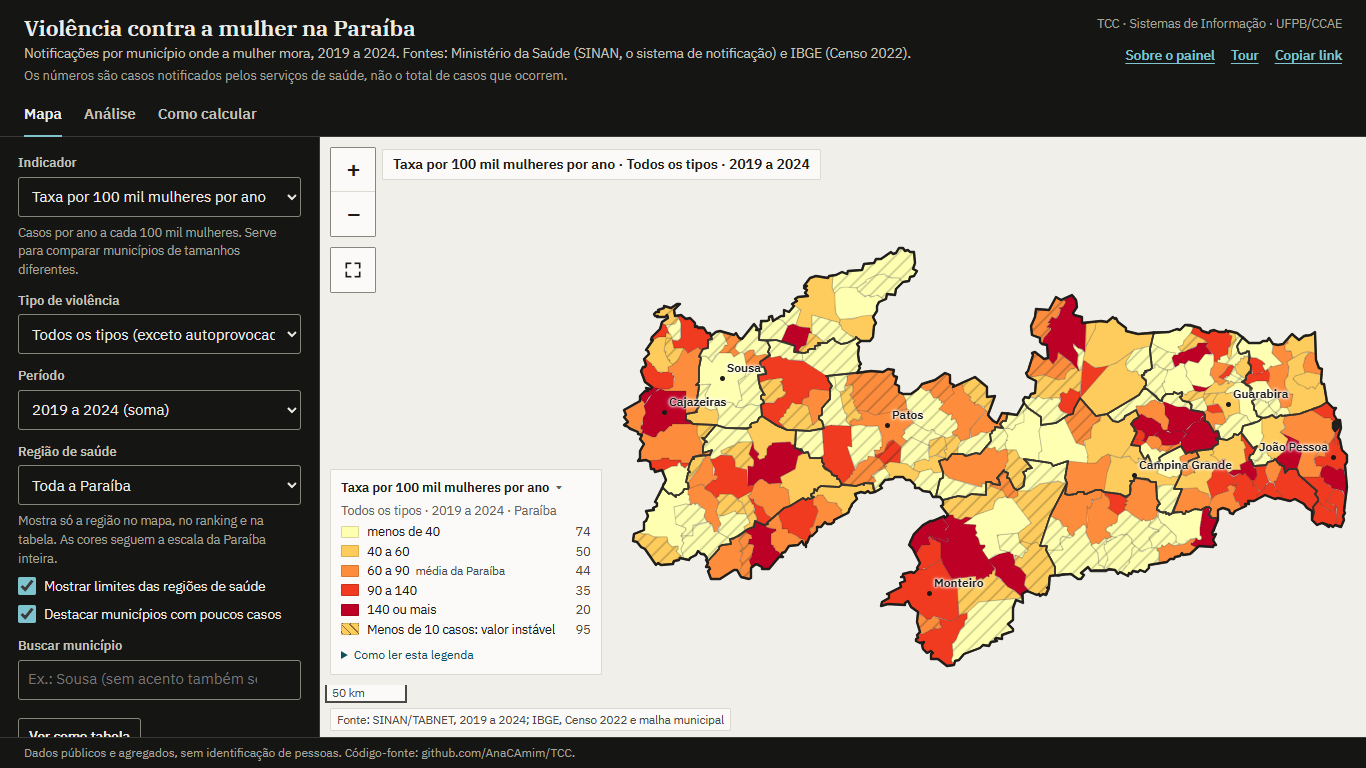 Violência contra a mulher na Paraíba
TCC · Sistemas de Informação · UFPB/CCAE
Notificações por município onde a mulher mora, 2019 a 2024. Fontes: Ministério da Saúde (SINAN, o sistema de notificação) e IBGE (Censo 2022).
Sobre o painel Tour Copiar link
Os números são casos notificados pelos serviços de saúde, não o total de casos que ocorrem.
Mapa Análise Como calcular
Indicador
Taxa por 100 mil mulheres por ano
Casos por ano a cada 100 mil mulheres. Serve
para comparar municípios de tamanhos
diferentes.
Tipo de violência
Todos os tipos (exceto autoprovocac
Período
2019 a 2024 (soma)
Região de saúde
Toda a Paraíba
Mostra só a região no mapa, no ranking e na
tabela. As cores seguem a escala da Paraíba
inteira.
Mostrar limites das regiões de saúde
Destacar municípios com poucos casos
Buscar município
Ex.: Sousa (sem acento também se
Ver como tabela
+
−
Taxa por 100 mil mulheres por ano · Todos os tipos · 2019 a 2024
Sousa
Cajazeiras
Patos
Guarabira
João Pessoa
Campina Grande
Monteiro
Taxa por 100 mil mulheres por ano
Todos os tipos · 2019 a 2024 · Paraíba
menos de 40 74
40 a 60 50
60 a 90 média da Paraíba 44
90 a 140 35
140 ou mais 20
Menos de 10 casos: valor instável 95
Como ler esta legenda
50 km
Fonte: SINAN/TABNET, 2019 a 2024; IBGE, Censo 2022 e malha municipal
Dados públicos e agregados, sem identificação de pessoas. Código-fonte: github.com/AnaCAmim/TCC.